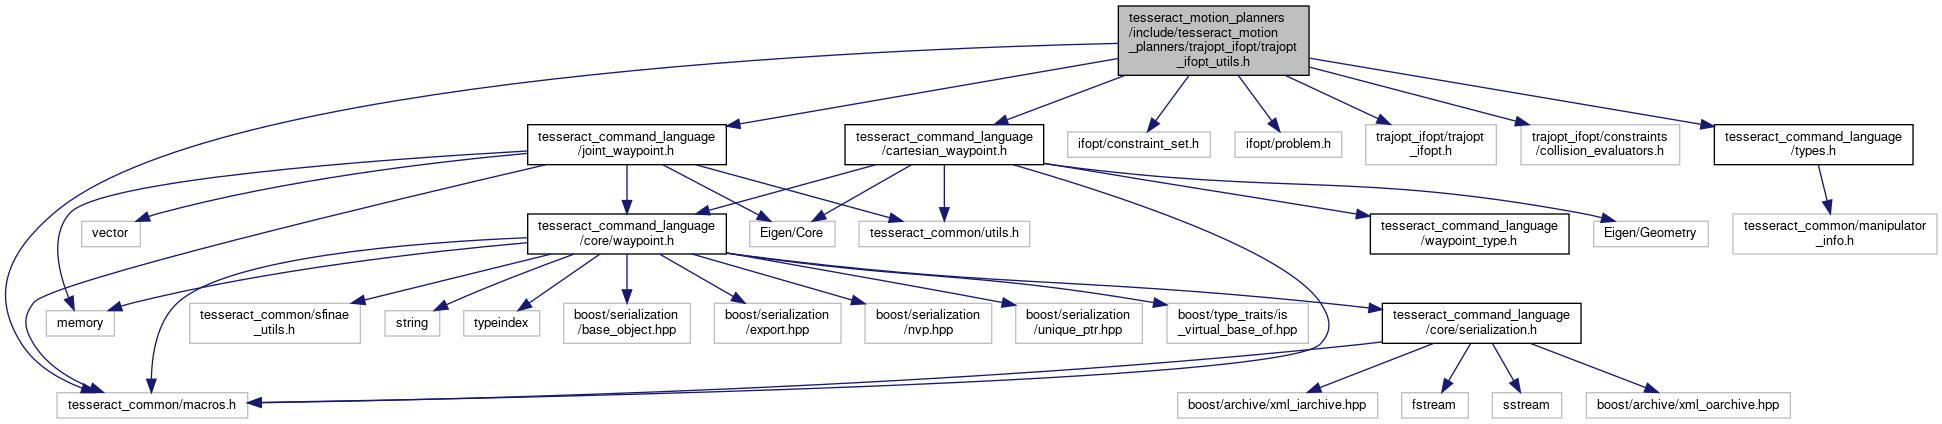 tesseract_motion_planners
/include/tesseract_motion
_planners/trajopt_ifopt/trajopt
_ifopt_utils.h
tesseract_command_language
/joint_waypoint.h
tesseract_command_language
/cartesian_waypoint.h
ifopt/constraint_set.h
ifopt/problem.h
trajopt_ifopt/trajopt
_ifopt.h
trajopt_ifopt/constraints
/collision_evaluators.h
tesseract_command_language
/types.h
vector
tesseract_command_language
/core/waypoint.h
Eigen/Core
tesseract_common/utils.h
tesseract_command_language
/waypoint_type.h
Eigen/Geometry
tesseract_common/manipulator
_info.h
memory
tesseract_common/sfinae
_utils.h
string
typeindex
boost/serialization
/base_object.hpp
boost/serialization
/export.hpp
boost/serialization
/nvp.hpp
boost/serialization
/unique_ptr.hpp
boost/type_traits/is
_virtual_base_of.hpp
tesseract_command_language
/core/serialization.h
tesseract_common/macros.h
boost/archive/xml_iarchive.hpp
fstream
sstream
boost/archive/xml_oarchive.hpp